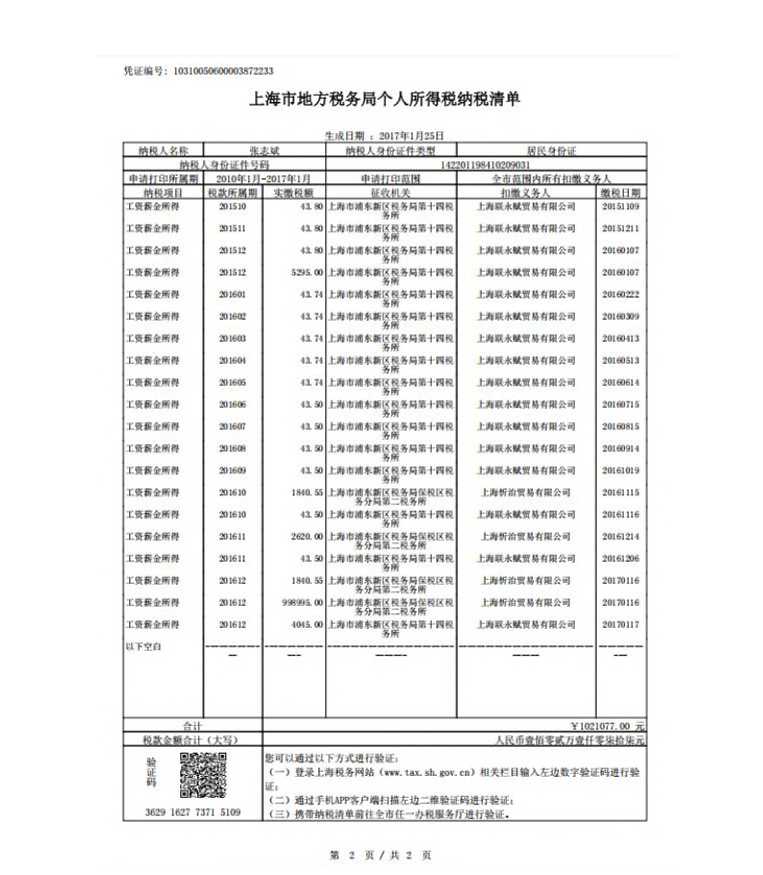 凭证编号: 10310050600003872233
上海市地方税务局个人所得税纳税清单
生成日期 : 2017年1月25日
纳税人名称 张志斌 纳税人身份证件类型 居民身份证
纳税人身份证件号码 142201198410209031
申请打印所属期 2010年1月-2017年1月 申请打印范围 全市范围内所有扣缴义务人
纳税项目 税款所属期 实缴税额 征收机关 扣缴义务人 缴税日期
工资薪金所得 201510 43.80 上海市浦东新区税务局第十四税 上海联永赋贸易有限公司 20151109
务所
工资薪金所得 201511 43.80 上海市浦东新区税务局第十四税 上海联永赋贸易有限公司 20151211
务所
工资薪金所得 201512 43.80 上海市浦东新区税务局第十四税 上海联永赋贸易有限公司 20160107
务所
工资薪金所得 201512 5295.00 上海市浦东新区税务局第十四税 上海联永赋贸易有限公司 20160107
务所
工资薪金所得 201601 43.74 上海市浦东新区税务局第十四税 上海联永赋贸易有限公司 20160222
务所
工资薪金所得 201602 43.74 上海市浦东新区税务局第十四税 上海联永赋贸易有限公司 20160309
务所
工资薪金所得 201603 43.74 上海市浦东新区税务局第十四税 上海联永赋贸易有限公司 20160413
务所
工资薪金所得 201604 43.74 上海市浦东新区税务局第十四税 上海联永赋贸易有限公司 20160513
务所
工资薪金所得 201605 43.74 上海市浦东新区税务局第十四税 上海联永赋贸易有限公司 20160614
务所
工资薪金所得 201606 43.50 上海市浦东新区税务局第十四税 上海联永赋贸易有限公司 20160715
务所
工资薪金所得 201607 43.50 上海市浦东新区税务局第十四税 上海联永赋贸易有限公司 20160815
务所
工资薪金所得 201608 43.50 上海市浦东新区税务局第十四税 上海联永赋贸易有限公司 20160914
务所
工资薪金所得 201609 43.50 上海市浦东新区税务局第十四税 上海联永赋贸易有限公司 20161019
务所
工资薪金所得 201610 1840.55 上海市浦东新区税务局保税区税 上海忻治贸易有限公司 20161115
务分局第二税务所
工资薪金所得 201610 43.50 上海市浦东新区税务局第十四税 上海联永赋贸易有限公司 20161116
务所
工资薪金所得 201611 2620.00 上海市浦东新区税务局保税区税 上海忻治贸易有限公司 20161214
务分局第二税务所
工资薪金所得 201611 43.50 上海市浦东新区税务局第十四税 上海联永赋贸易有限公司 20161206
务所
工资薪金所得 201612 1840.55 上海市浦东新区税务局保税区税 上海忻治贸易有限公司 20170116
务分局第二税务所
工资薪金所得 201612 998995.00 上海市浦东新区税务局保税区税 上海忻治贸易有限公司 20170116
务分局第二税务所
工资薪金所得 201612 4045.00 上海市浦东新区税务局第十四税 上海联永赋贸易有限公司 20170117
务所
以下空白
合计 ￥1021077.00 元
税款金额合计（大写） 人民币壹佰零贰万壹仟零柒拾柒元
验证码
3629 1627 7371 5109
您可以通过以下方式进行验证:
(一) 登录上海税务网站 (www.tax.sh.gov.cn) 相关栏目输入左边数字验证码进行验
证;
(二) 通过手机APP客户端扫描左边二维验证码进行验证;
(三) 携带纳税清单前往全市任一办税服务厅进行验证。
第 2 页 / 共 2 页